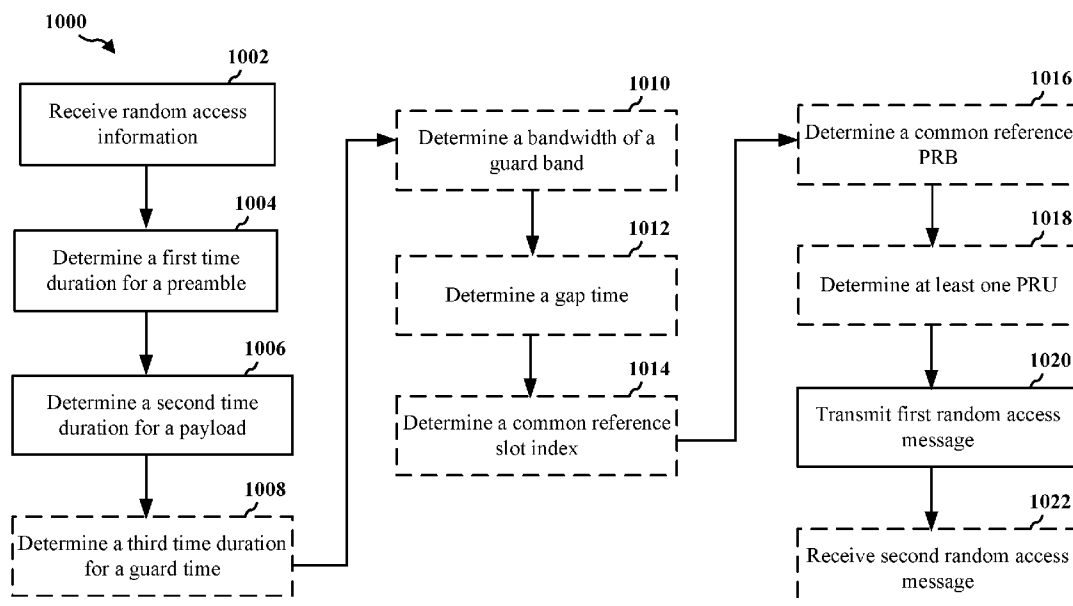 1000
1002
Receive random access
information
1004
Determine a first time
duration for a preamble
1006
Determine a second time
duration for a payload
1008
Determine a third time duration
for a guard time
1010
Determine a bandwidth of a
guard band
1012
Determine a gap time
1014
Determine a common reference
slot index
1016
Determine a common reference
PRB
1018
Determine at least one PRU
1020
Transmit first random access
message
1022
Receive second random access
message